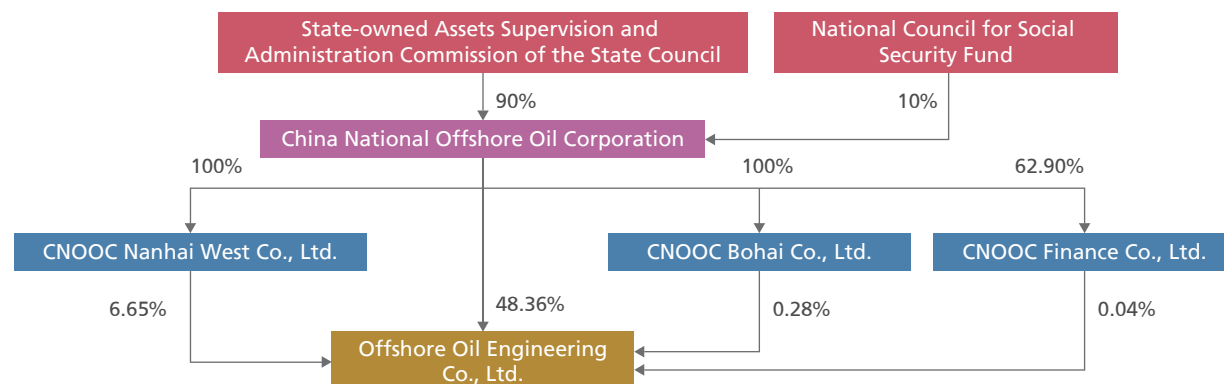 State-owned Assets Supervision and
Administration Commission of the State Council
National Council for Social
Security Fund
90%
10%
China National Offshore Oil Corporation
100%
100%
62.90%
CNOOC Nanhai West Co., Ltd.
CNOOC Bohai Co., Ltd.
CNOOC Finance Co., Ltd.
6.65%
48.36%
0.28%
0.04%
Offshore Oil Engineering
Co., Ltd.